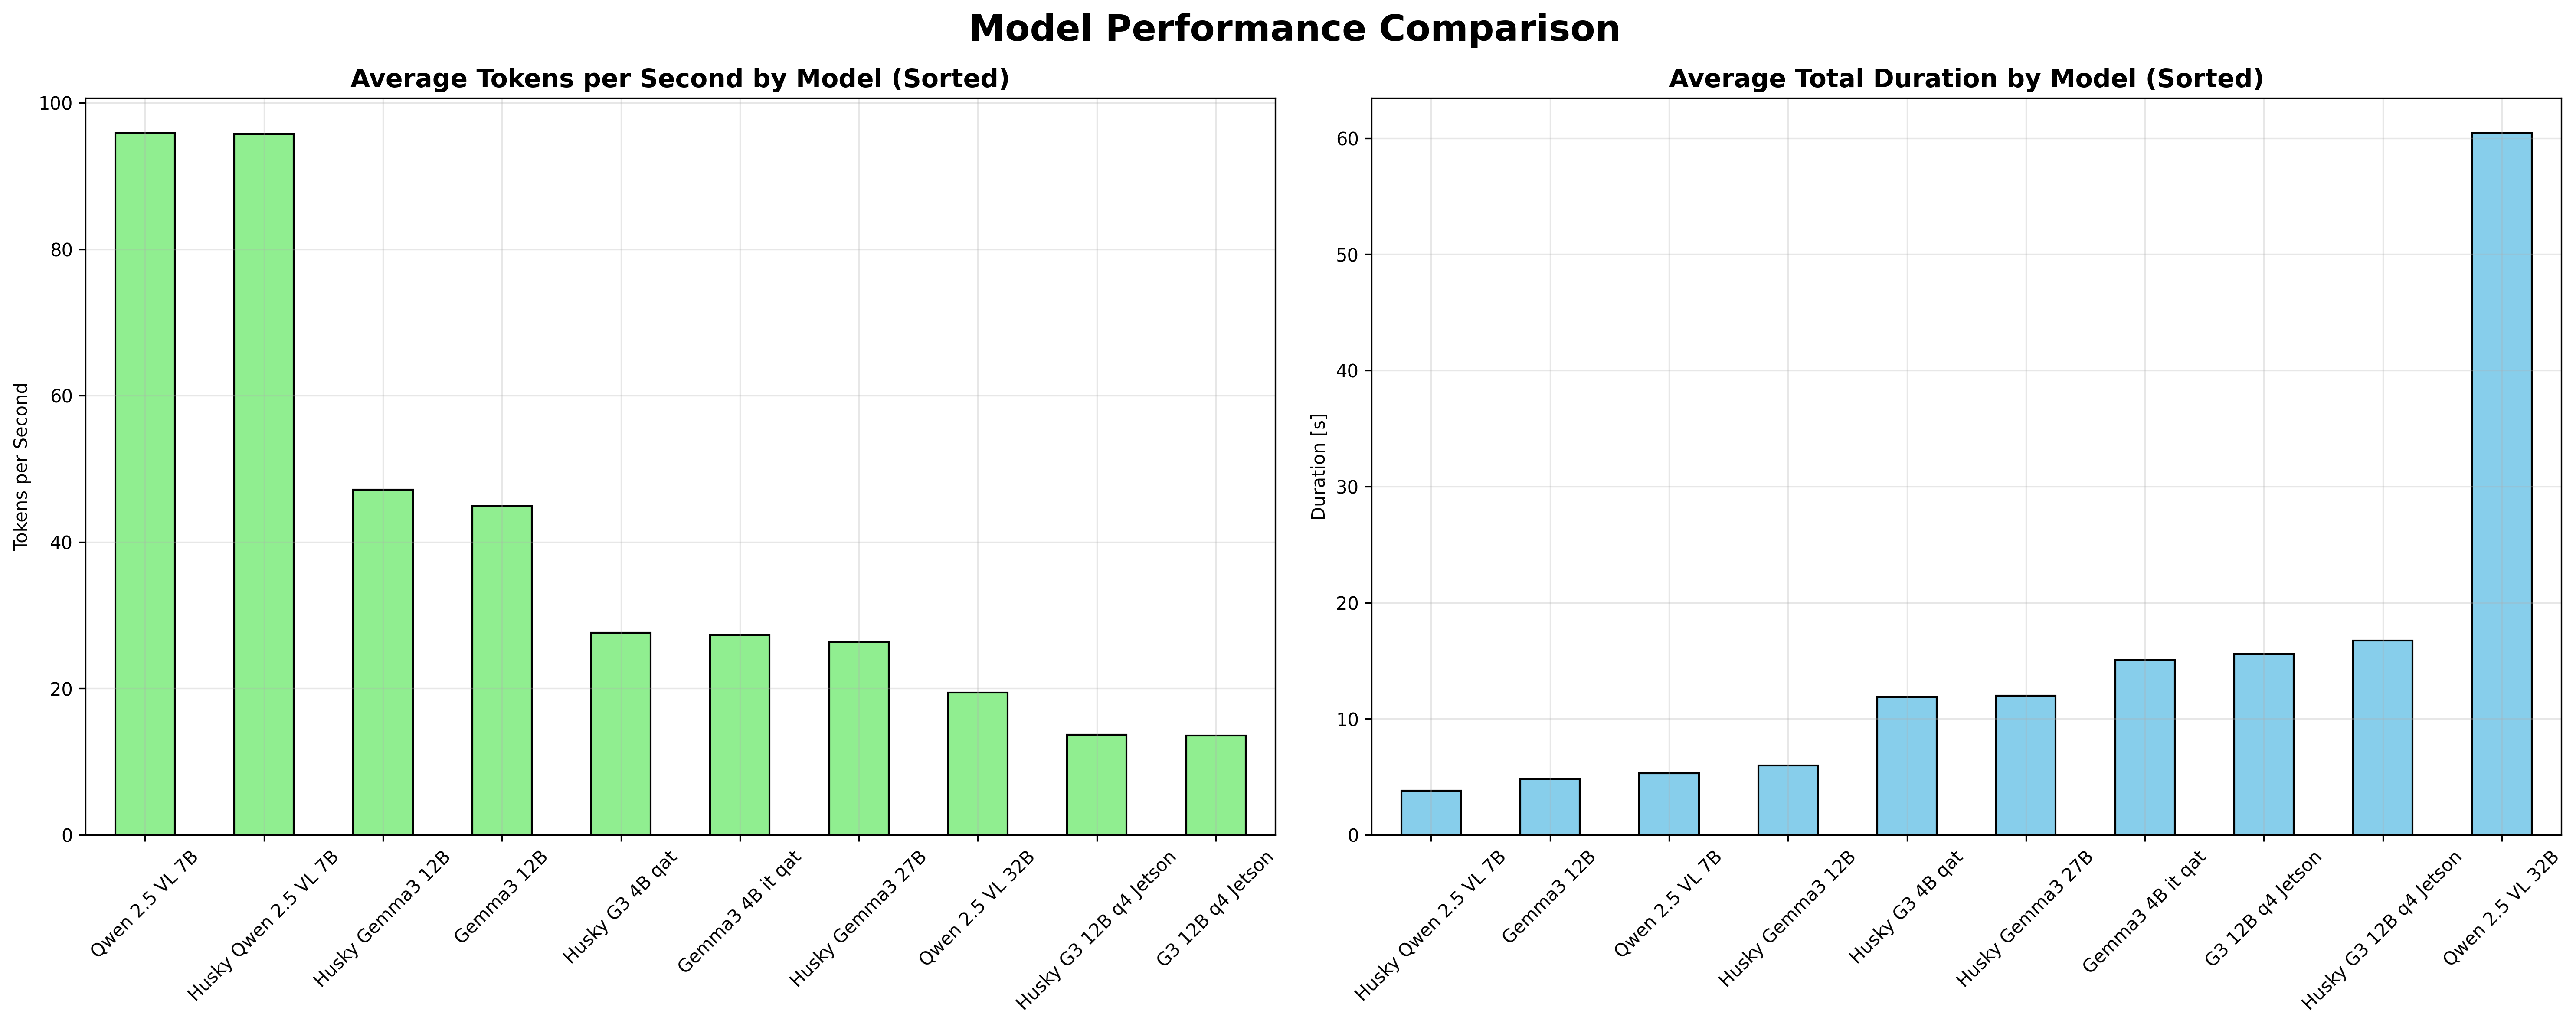 Model Performance Comparison
Average Tokens per Second by Model (Sorted)
Tokens per Second
100
80
60
40
20
0
Qwen 2.5 VL 7B
Husky Qwen 2.5 VL 7B
Husky Gemma3 12B
Gemma3 12B
Husky G3 4B qat
Gemma3 4B it qat
Husky Gemma3 27B
Qwen 2.5 VL 32B
Husky G3 12B q4 Jetson
G3 12B q4 Jetson
Average Total Duration by Model (Sorted)
Duration [s]
60
50
40
30
20
10
0
Husky Qwen 2.5 VL 7B
Gemma3 12B
Qwen 2.5 VL 7B
Husky Gemma3 12B
Husky G3 4B qat
Husky Gemma3 27B
Gemma3 4B it qat
G3 12B q4 Jetson
Husky G3 12B q4 Jetson
Qwen 2.5 VL 32B